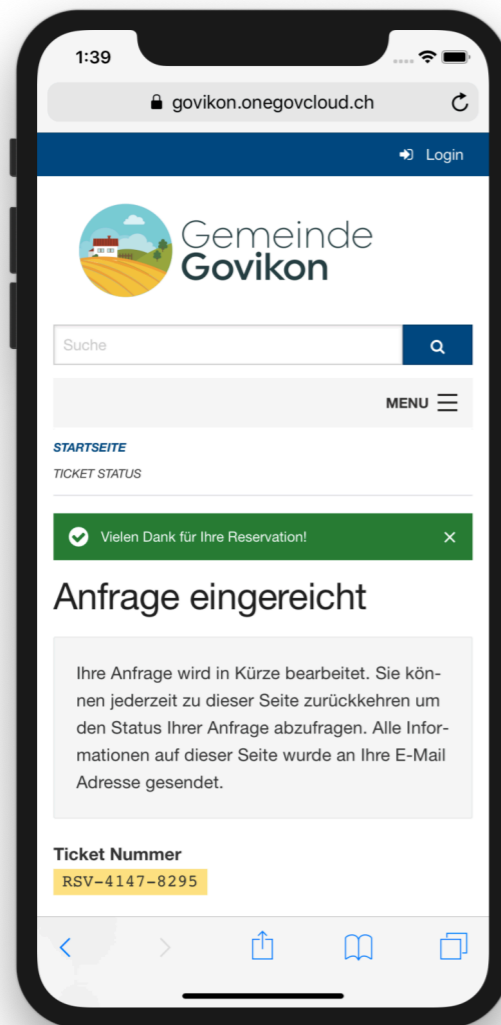 1:39
govikon.onegovcloud.ch
Login
Gemeinde
Govikon
Suche
MENU
STARTSEITE
TICKET STATUS
Vielen Dank für Ihre Reservation!
Anfrage eingereicht
Ihre Anfrage wird in Kürze bearbeitet. Sie kön-
nen jederzeit zu dieser Seite zurückkehren um
den Status Ihrer Anfrage abzufragen. Alle Infor-
mationen auf dieser Seite wurde an Ihre E-Mail
Adresse gesendet.
Ticket Nummer
RSV-4147-8295